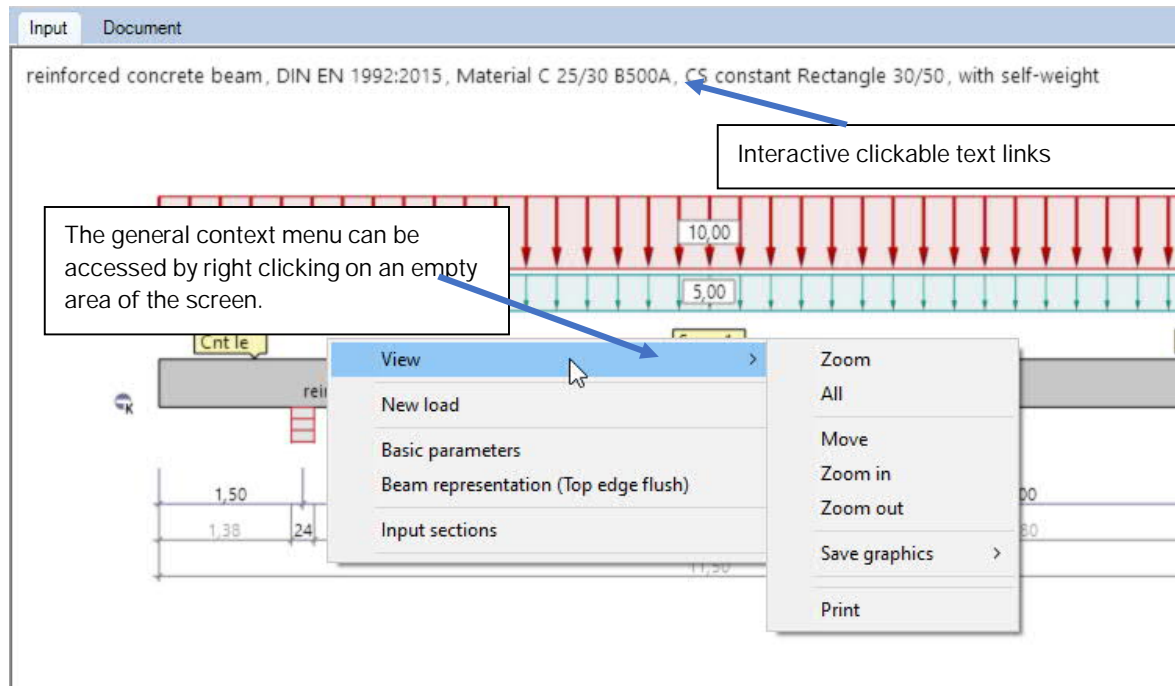 Input Document
reinforced concrete beam, DIN EN 1992:2015, Material C 25/30 B500A, CS constant Rectangle 30/50, with self-weight
Interactive clickable text links
The general context menu can be
accessed by right clicking on an empty
area of the screen.
10,00
5,00
Cnt le
View
New load
Basic parameters
Beam representation (Top edge flush)
Input sections
Zoom
All
Move
Zoom in
Zoom out
Save graphics
Print
K
1,50
1,38 24
11,50